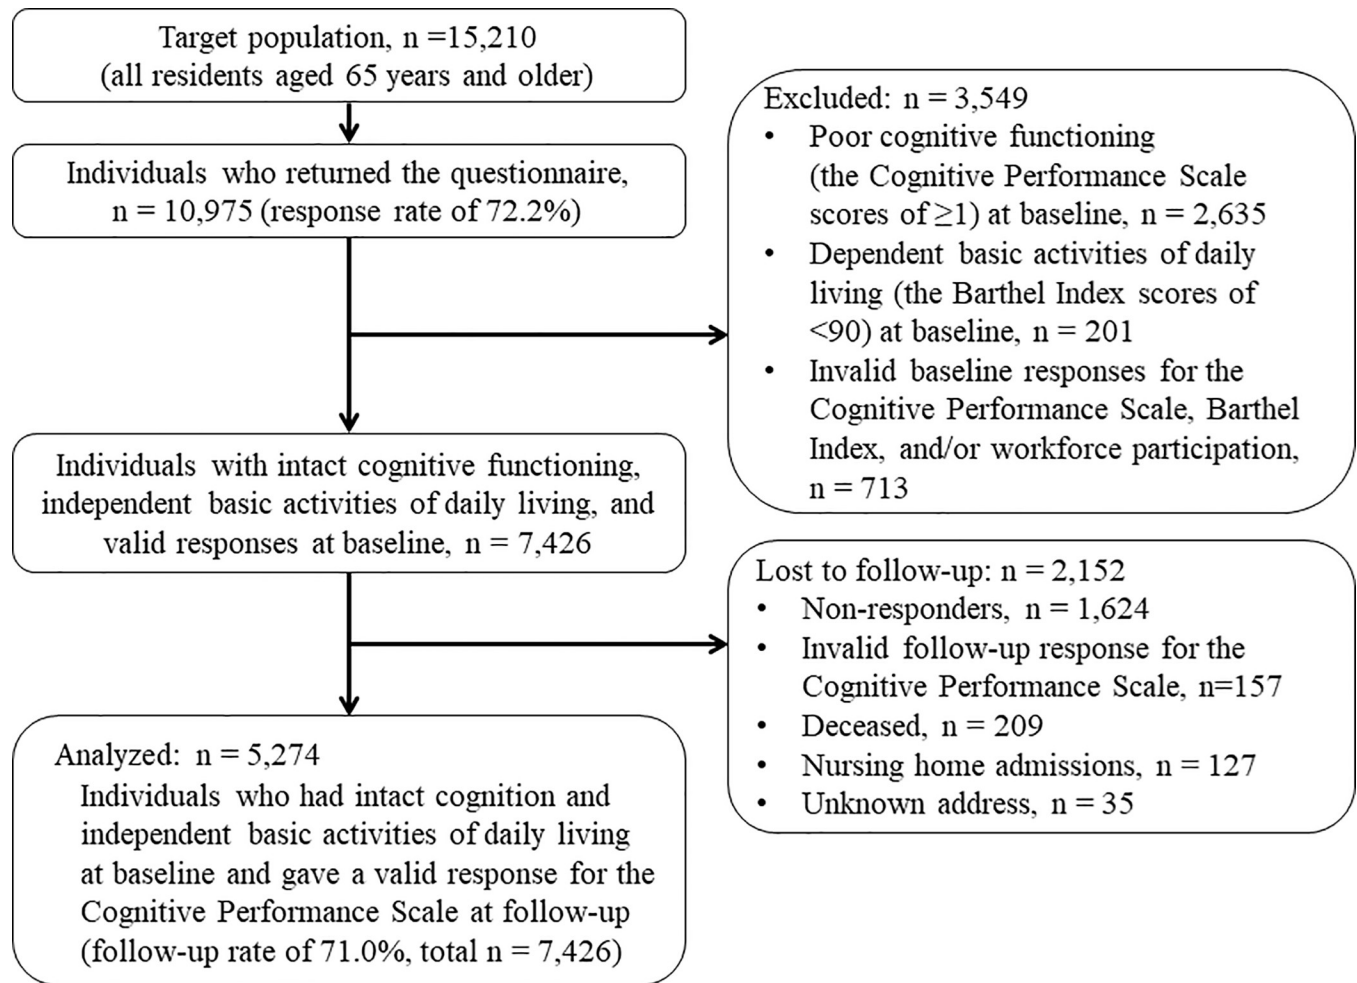 Target population, n =15,210
(all residents aged 65 years and older)
Individuals who returned the questionnaire,
n = 10,975 (response rate of 72.2%)
Excluded: n = 3,549
• Poor cognitive functioning
(the Cognitive Performance Scale
scores of ≥1) at baseline, n = 2,635
• Dependent basic activities of daily
living (the Barthel Index scores of
<90) at baseline, n = 201
• Invalid baseline responses for the
Cognitive Performance Scale, Barthel
Index, and/or workforce participation,
n = 713
Individuals with intact cognitive functioning,
independent basic activities of daily living, and
valid responses at baseline, n = 7,426
Lost to follow-up: n = 2,152
• Non-responders, n = 1,624
• Invalid follow-up response for the
Cognitive Performance Scale, n=157
• Deceased, n = 209
• Nursing home admissions, n = 127
• Unknown address, n = 35
Analyzed: n = 5,274
Individuals who had intact cognition and
independent basic activities of daily living
at baseline and gave a valid response for the
Cognitive Performance Scale at follow-up
(follow-up rate of 71.0%, total n = 7,426)